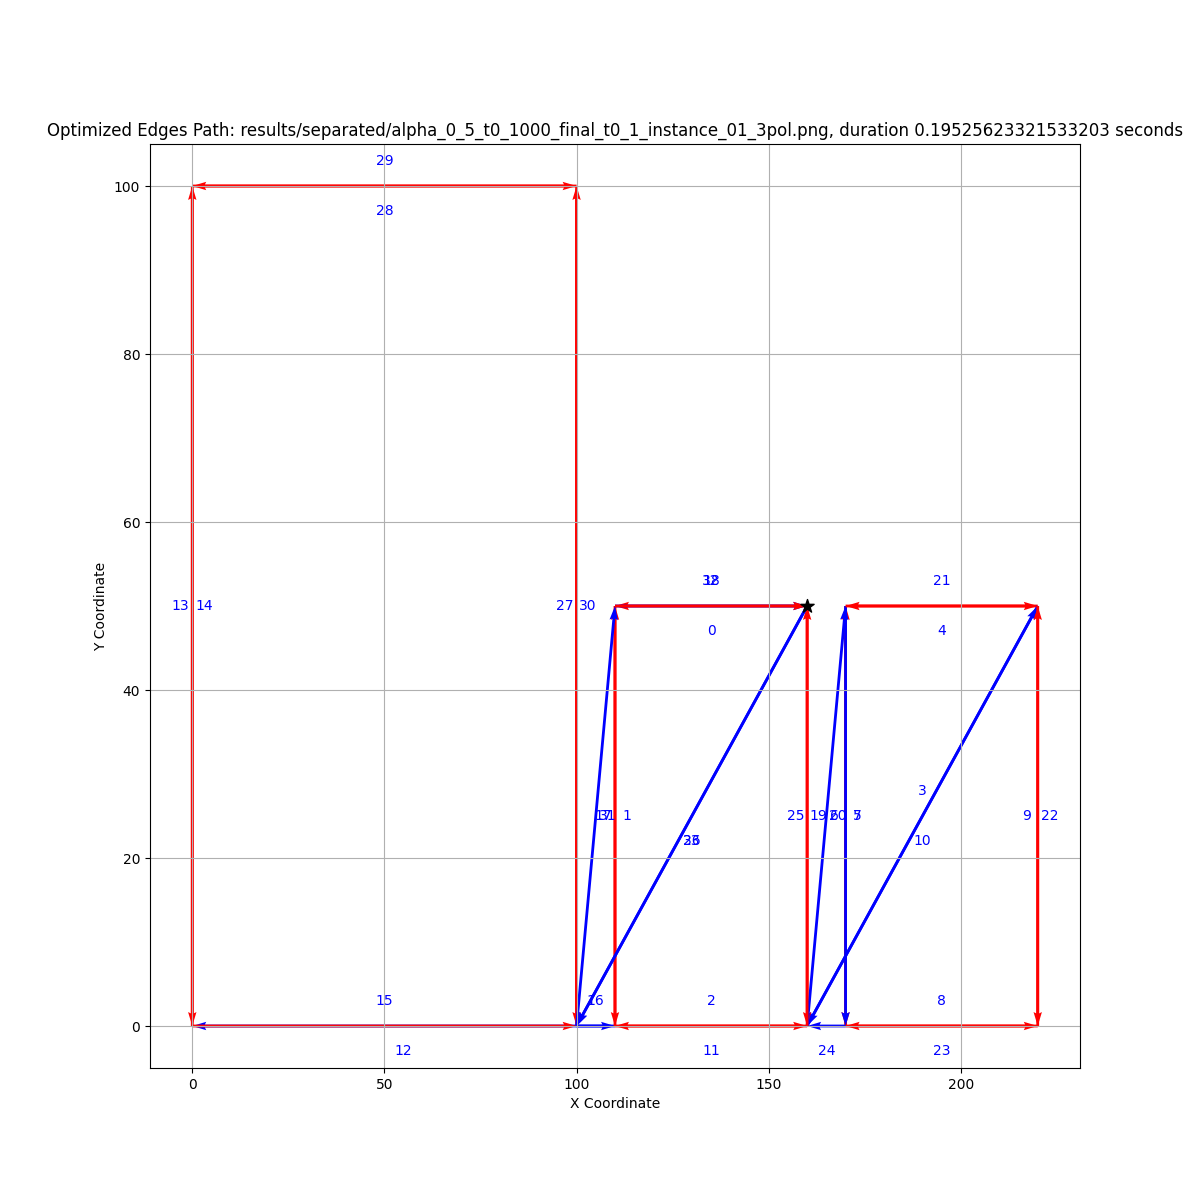 Optimized Edges Path: results/separated/alpha_0_5_t0_1000_final_t0_1_instance_01_3pol.png, duration 0.19525623321533203 seconds
29
100
28
80
60
21
13 14 27 30
0 4
Y Coordinate
40
3
1 25 19 9 22
10
20
15 2 8
0
12 11 24 23
0 50 100 150 200
X Coordinate